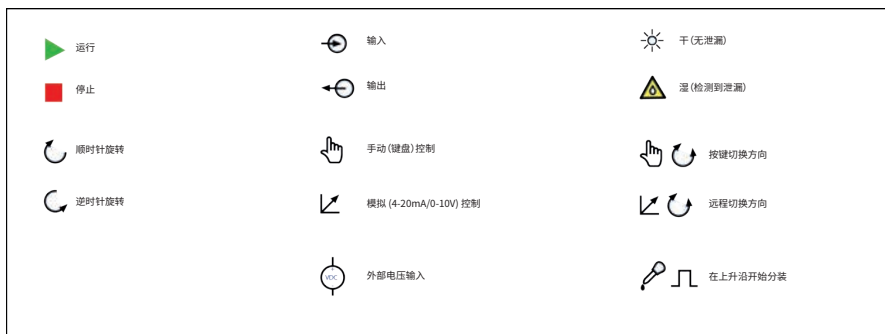 运行
停止
顺时针旋转
逆时针旋转
输入
输出
手动(键盘)控制
模拟 (4-20mA/0-10V) 控制
VDC
外部电压输入
干(无泄漏)
湿(检测到泄漏)
按键切换方向
远程切换方向
在上升沿开始分装